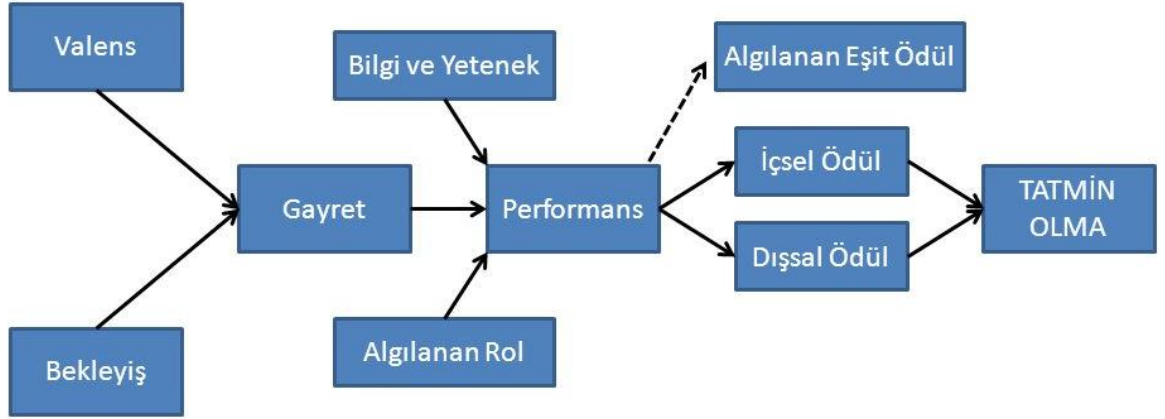 Valens
Bilgi ve Yetenek
Algılanan Eşit Ödül
İçsel Ödül
Gayret
Performans
TATMİN
OLMA
Dışsal Ödül
Algılanan Rol
Bekleyiş